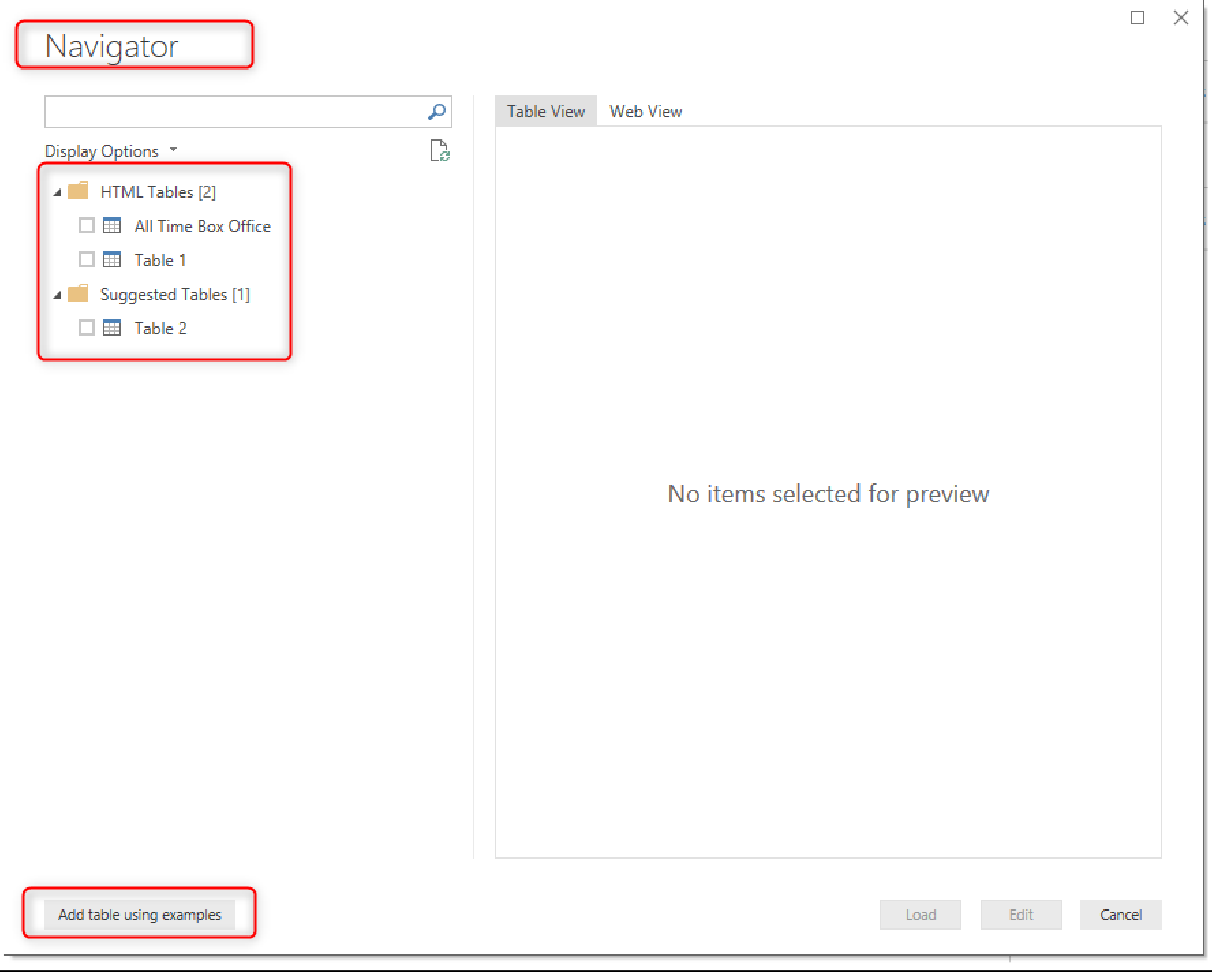 Navigator
Display Options
HTML Tables [2]
All Time Box Office
Table 1
Suggested Tables [1]
Table 2
Table View Web View
No items selected for preview
Add table using examples
Load Edit Cancel